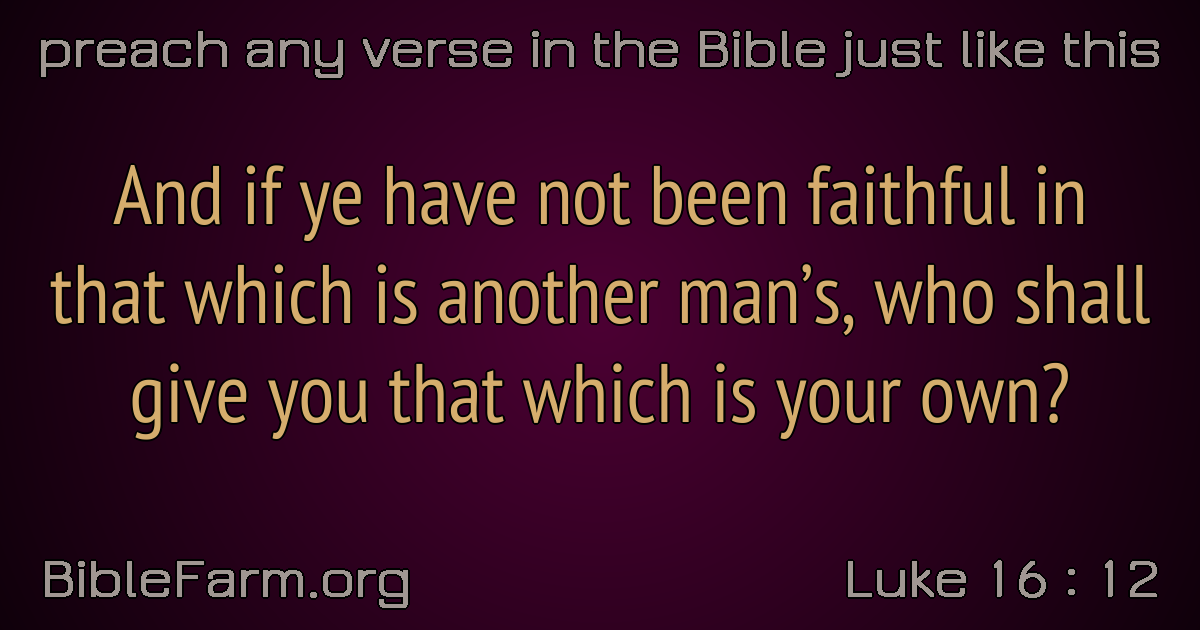 preach any verse in the Bible just like this
And if ye have not been faithful in
that which is another man’s, who shall
give you that which is your own?
BibleFarm.org
Luke 16 : 12